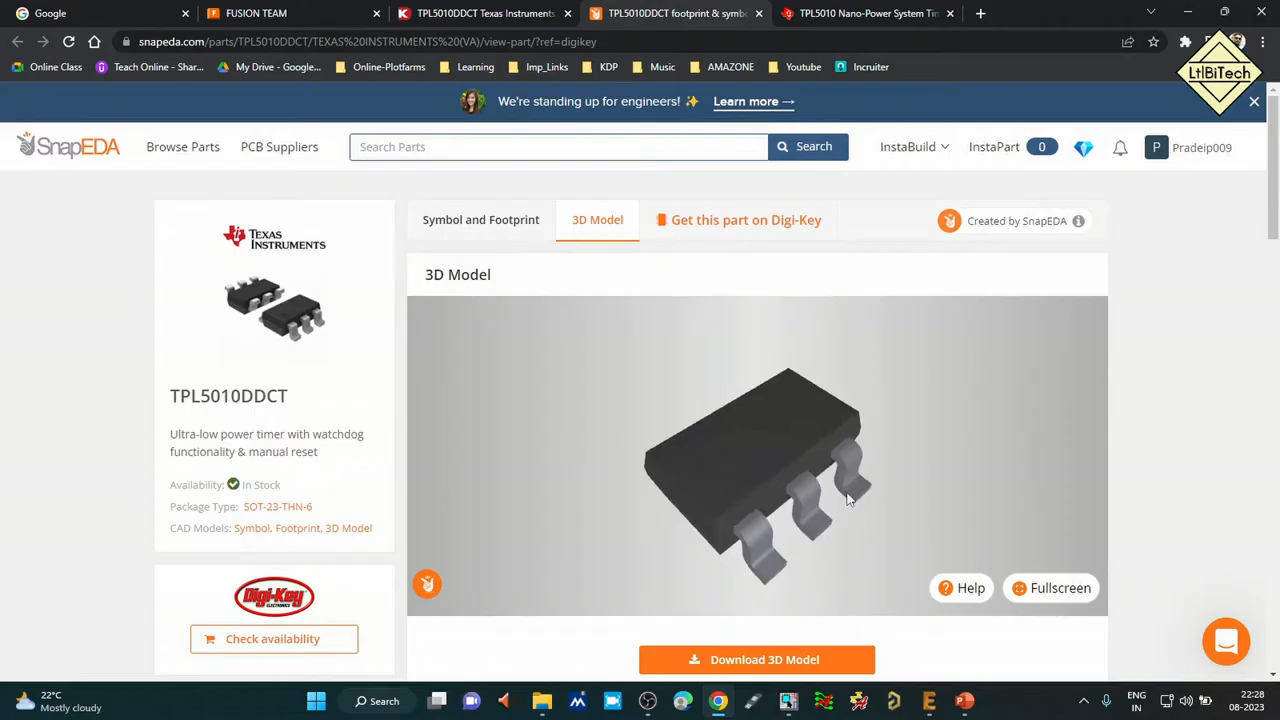 Google
FUSION TEAM
TPL5010DDCT Texas Instruments
TPL5010DDCT footprint & symbo
TPL5010 Nano-Power System Tim
snapeda.com/parts/TPL5010DDCT/TEXAS%20INSTRUMENTS%20(VA)/view-part/?ref=digikey
Online Class
Teach Online - Shar...
My Drive - Google...
Online-Platfarms
Learning
Imp_Links
KDP
Music
AMAZONE
Youtube
Incruiter
LtlBiTech
We're standing up for engineers! ✨ Learn more →
SnapEDA
Browse Parts
PCB Suppliers
Search Parts
Search
InstaBuild
InstaPart 0
P Pradeip009
TEXAS
INSTRUMENTS
TPL5010DDCT
Ultra-low power timer with watchdog
functionality & manual reset
Availability: In Stock
Package Type: SOT-23-THN-6
CAD Models: Symbol, Footprint, 3D Model
Digi-Key
ELECTRONICS
Check availability
Symbol and Footprint
3D Model
Get this part on Digi-Key
Created by SnapEDA
3D Model
Help
Fullscreen
Download 3D Model
22°C
Mostly cloudy
Search
ENG
IN
22:28
08-2023